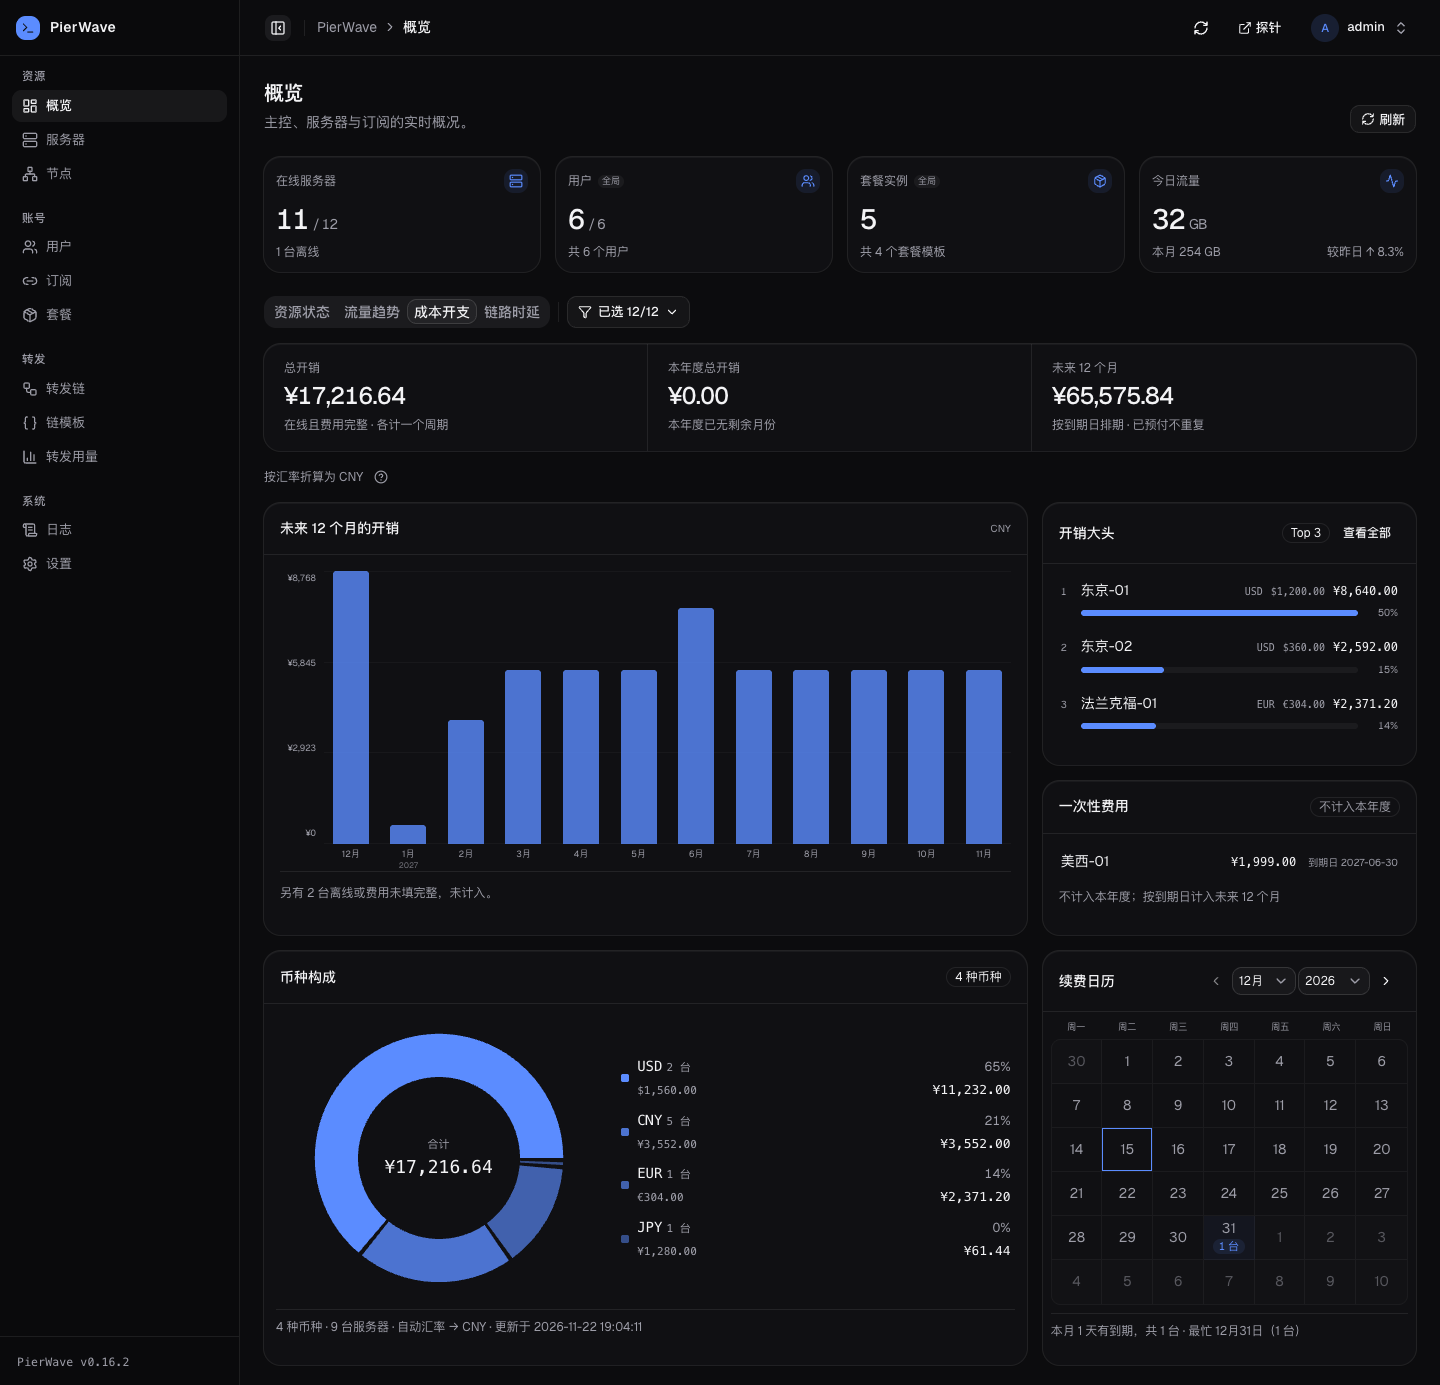 PierWave
PierWave > 概览
探针
A
admin
资源
概览
服务器
节点
账号
用户
订阅
套餐
转发
转发链
链模板
转发用量
系统
日志
设置
PierWave v0.16.2
概览
主控、服务器与订阅的实时概况。
刷新
在线服务器
11 / 12
1 台离线
用户 全局
6 / 6
共 6 个用户
套餐实例 全局
5
共 4 个套餐模板
今日流量
32 GB
本月 254 GB 较昨日 ↑ 8.3%
资源状态 流量趋势 成本开支 链路时延 已选 12/12
总开销
¥17,216.64
在线且费用完整 · 各计一个周期
本年度总开销
¥0.00
本年度已无剩余月份
未来 12 个月
¥65,575.84
按到期日排期 · 已预付不重复
按汇率折算为 CNY
未来 12 个月的开销 CNY
¥8,768
¥5,845
¥2,923
¥0
12月 1月 2月 3月 4月 5月 6月 7月 8月 9月 10月 11月
2027
另有 2 台离线或费用未填完整，未计入。
开销大头 Top 3 查看全部
1 东京-01 USD $1,200.00 ¥8,640.00
50%
2 东京-02 USD $360.00 ¥2,592.00
15%
3 法兰克福-01 EUR €304.00 ¥2,371.20
14%
一次性费用 不计入本年度
美西-01 ¥1,999.00 到期日 2027-06-30
不计入本年度；按到期日计入未来 12 个月
币种构成 4 种币种
合计
¥17,216.64
USD 2 台 65%
$1,560.00 ¥11,232.00
CNY 5 台 21%
¥3,552.00 ¥3,552.00
EUR 1 台 14%
€304.00 ¥2,371.20
JPY 1 台 0%
¥1,280.00 ¥61.44
4 种币种 · 9 台服务器 · 自动汇率 → CNY · 更新于 2026-11-22 19:04:11
续费日历 12月 2026
周一 周二 周三 周四 周五 周六 周日
30 1 2 3 4 5 6
7 8 9 10 11 12 13
14 15 16 17 18 19 20
21 22 23 24 25 26 27
28 29 30 31 1 2 3
1 台
4 5 6 7 8 9 10
本月 1 天有到期，共 1 台 · 最忙 12月31日（1 台）